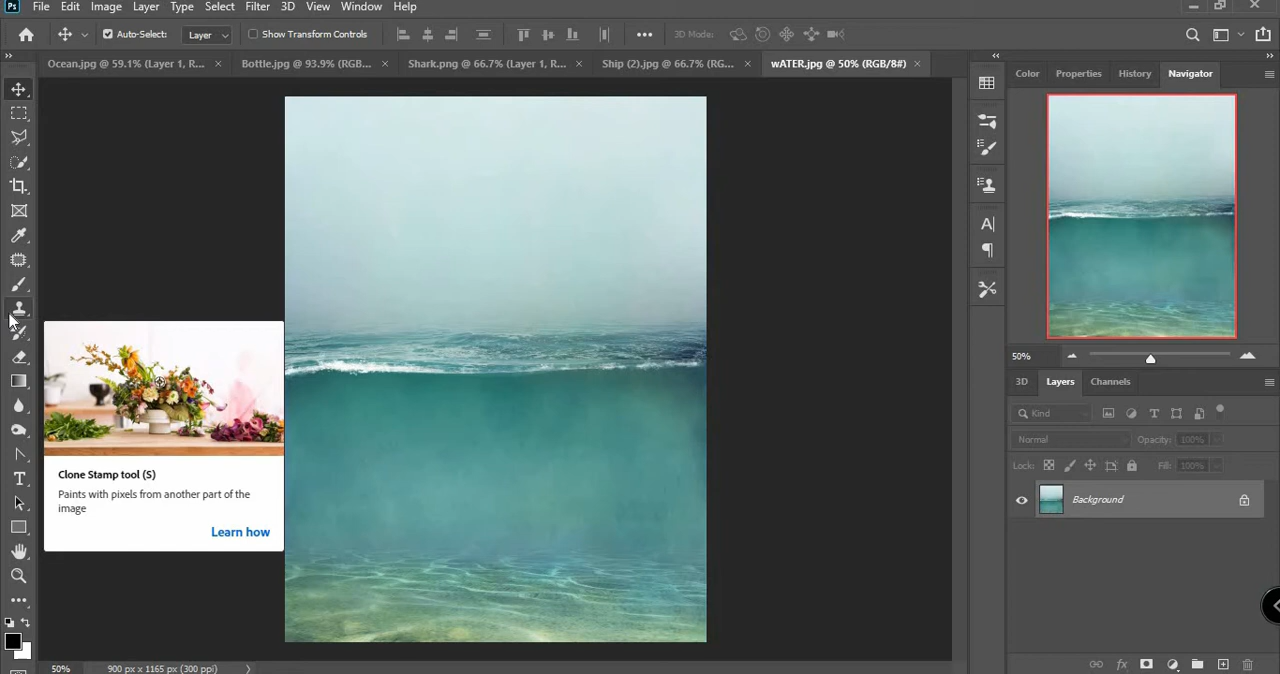 Ps File Edit Image Layer Type Select Filter 3D View Window Help
Auto-Select: Layer Show Transform Controls 3D Mode:
Ocean.jpg @ 59.1% (Layer 1, R... × Bottle.jpg @ 93.9% (RGB... × Shark.png @ 66.7% (Layer 1, R... × Ship (2).jpg @ 66.7% (RGB... × wATER.jpg @ 50% (RGB/8#) ×
Color Properties History Navigator
50%
3D Layers Channels
Kind
Normal Opacity: 100%
Lock: Fill: 100%
Background
Clone Stamp tool (S)
Paints with pixels from another part of the
image
Learn how
50% 900 px x 1165 px (300 ppi)